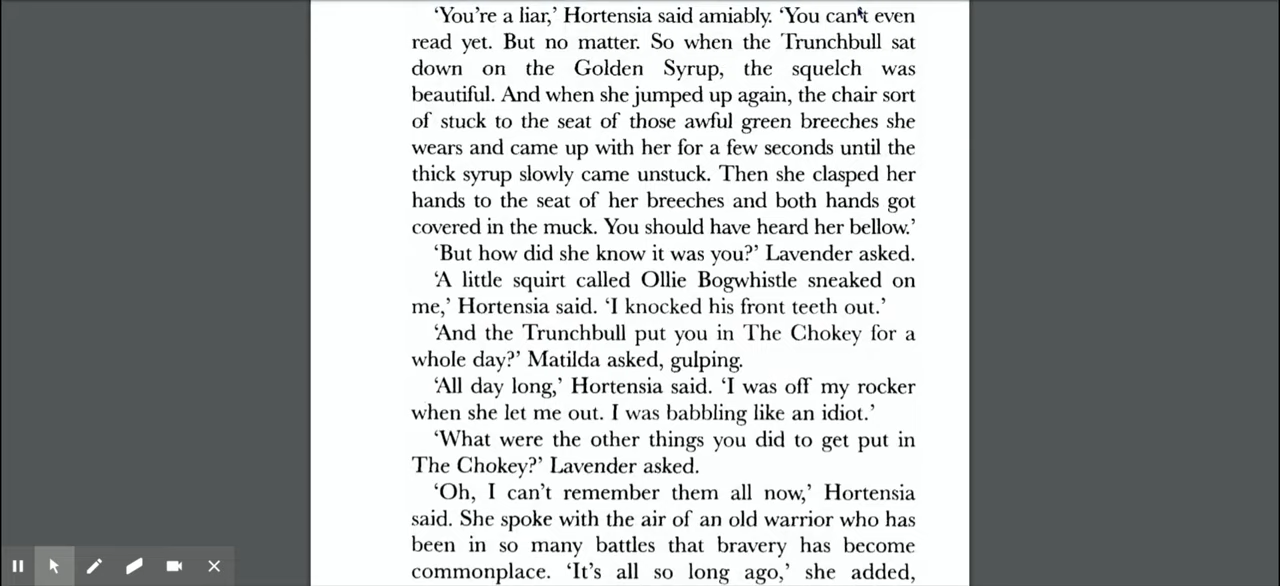 ‘You’re a liar,’ Hortensia said amiably. ‘You can’t even
read yet. But no matter. So when the Trunchbull sat
down on the Golden Syrup, the squelch was
beautiful. And when she jumped up again, the chair sort
of stuck to the seat of those awful green breeches she
wears and came up with her for a few seconds until the
thick syrup slowly came unstuck. Then she clasped her
hands to the seat of her breeches and both hands got
covered in the muck. You should have heard her bellow.’
‘But how did she know it was you?’ Lavender asked.
‘A little squirt called Ollie Bogwhistle sneaked on
me,’ Hortensia said. ‘I knocked his front teeth out.’
‘And the Trunchbull put you in The Chokey for a
whole day?’ Matilda asked, gulping.
‘All day long,’ Hortensia said. ‘I was off my rocker
when she let me out. I was babbling like an idiot.’
‘What were the other things you did to get put in
The Chokey?’ Lavender asked.
‘Oh, I can’t remember them all now,’ Hortensia
said. She spoke with the air of an old warrior who has
been in so many battles that bravery has become
commonplace. ‘It’s all so long ago,’ she added,